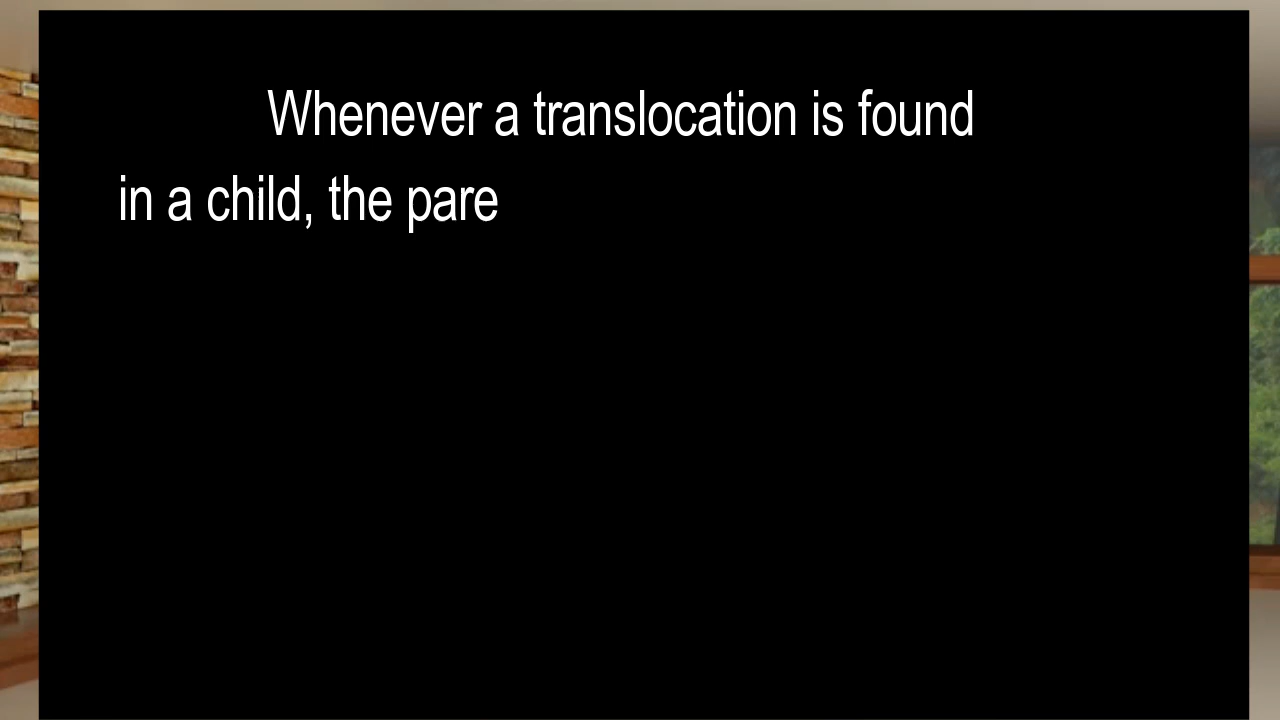 Whenever a translocation is found
in a child, the pare